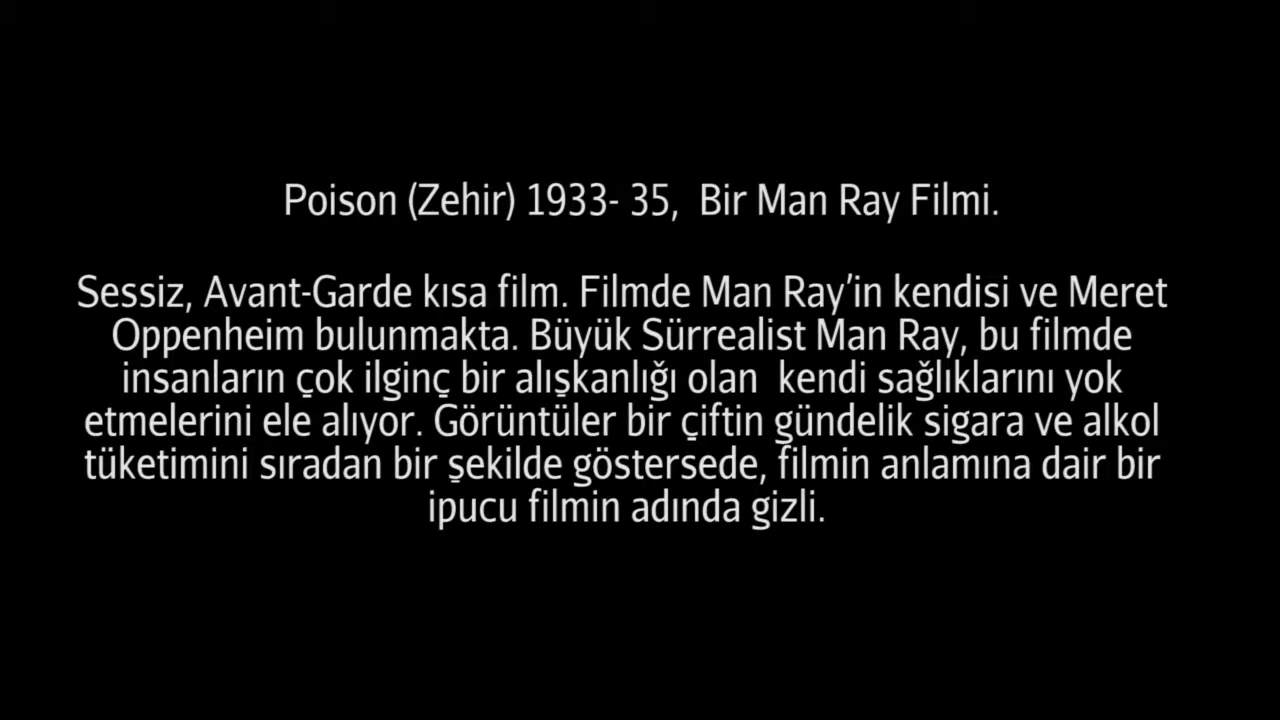 Poison (Zehir) 1933- 35,  Bir Man Ray Filmi.
Sessiz, Avant-Garde kısa film. Filmde Man Ray’in kendisi ve Meret
Oppenheim bulunmakta. Büyük Sürrealist Man Ray, bu filmde
insanların çok ilginç bir alışkanlığı olan  kendi sağlıklarını yok
etmelerini ele alıyor. Görüntüler bir çiftin gündelik sigara ve alkol
tüketimini sıradan bir şekilde göstersede, filmin anlamına dair bir
ipucu filmin adında gizli.